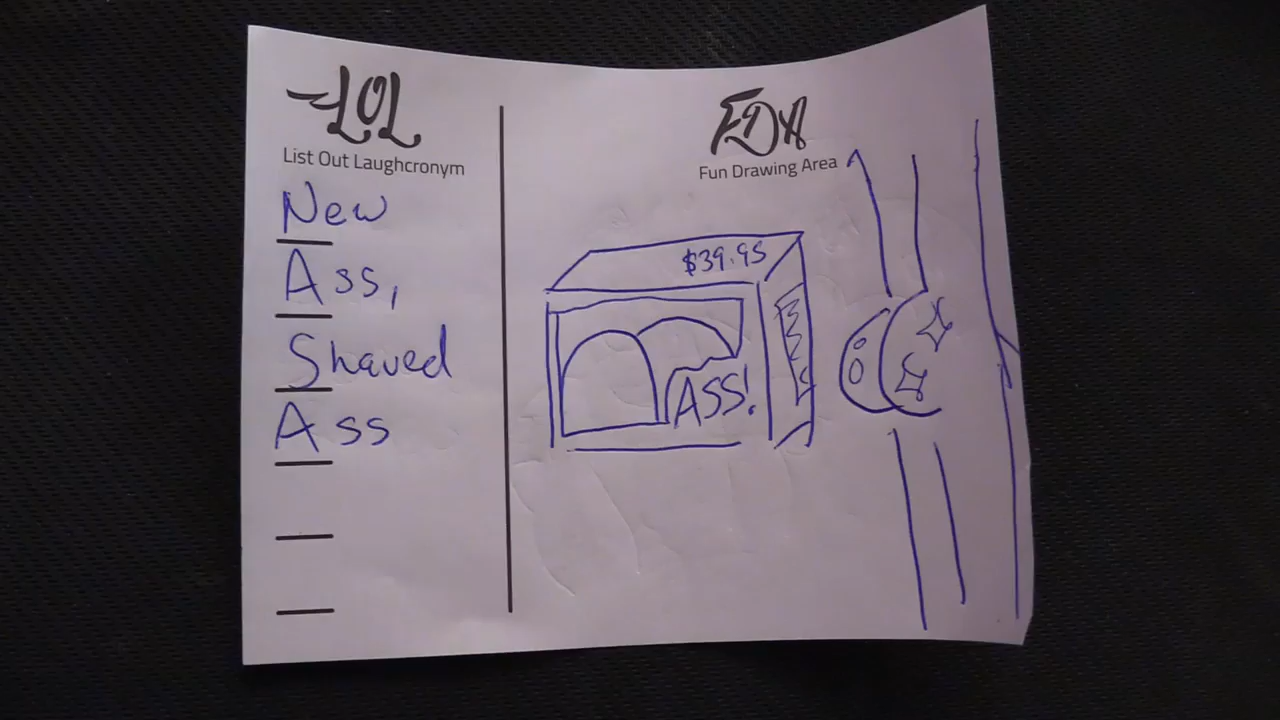 LOL
List Out Laughcronym
New
Ass,
Shaved
Ass
FDA
Fun Drawing Area
$39.95
ASS!